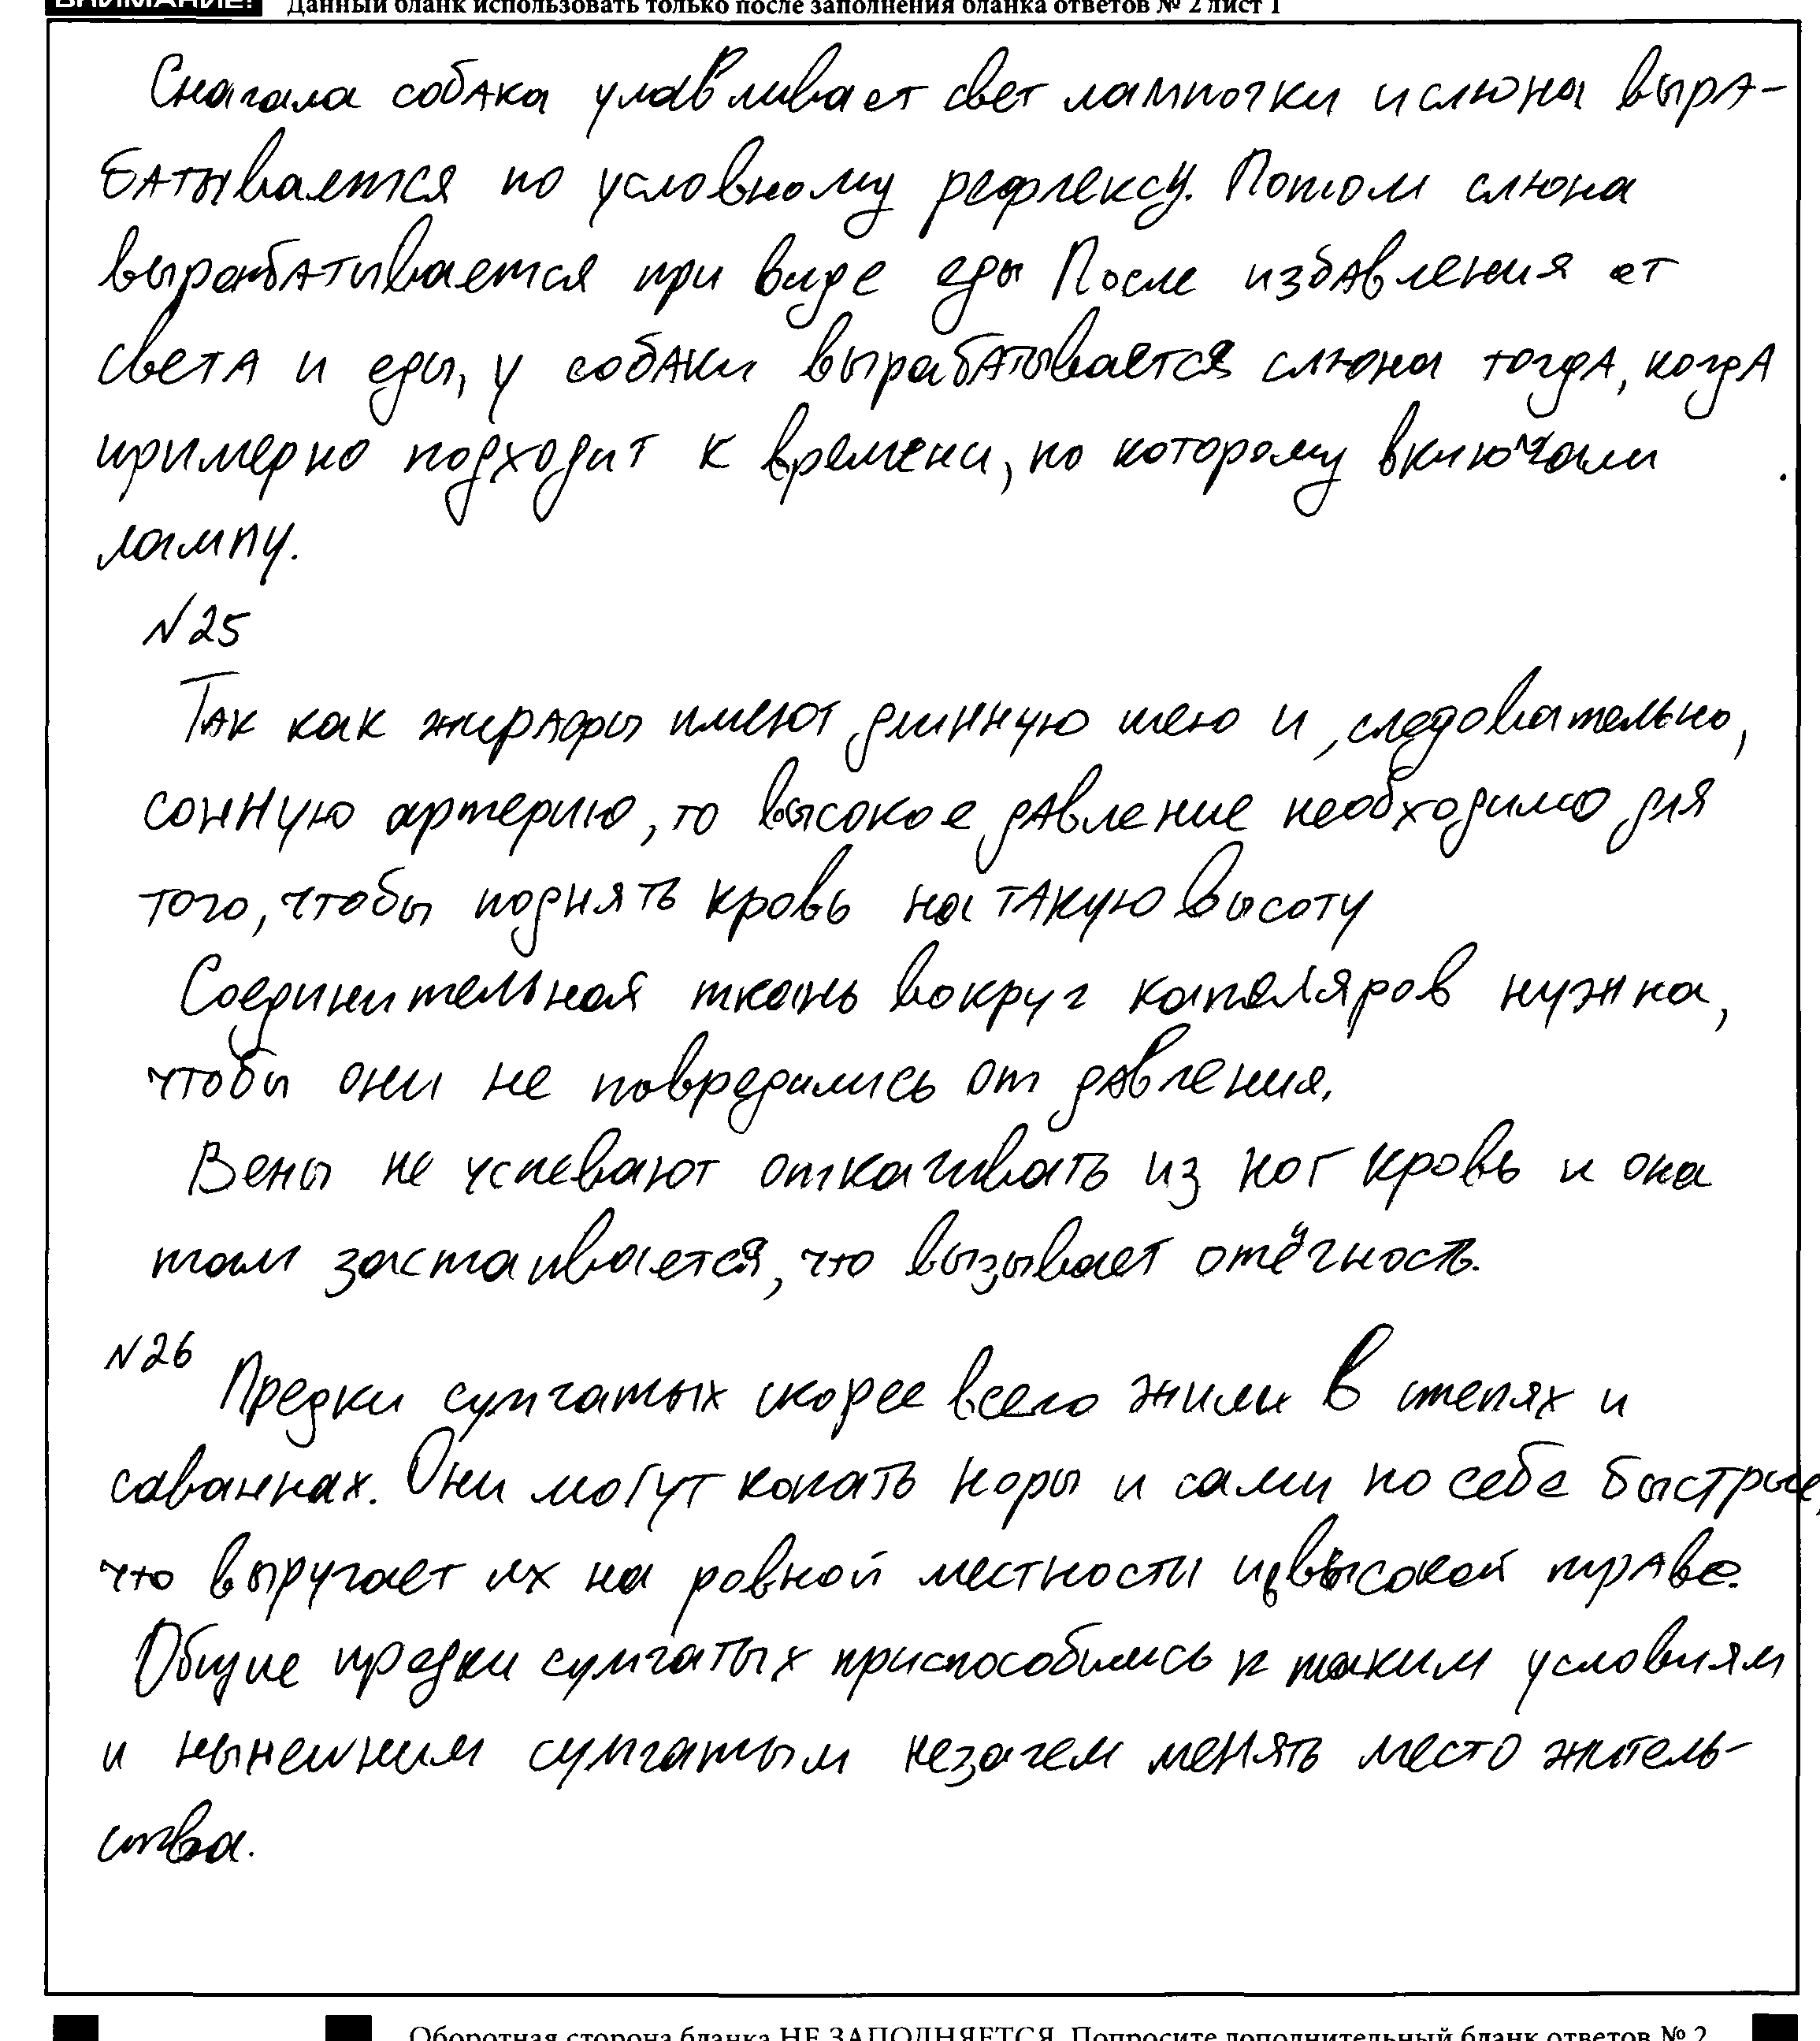 ВНИМАНИЕ! Данный бланк использовать только после заполнения бланка ответов № 2 лист 1
Сначала собака улавливает свет лампочки и слюна выра-
батывается по условному рефлексу. Потом слюна
вырабатывается при виде еды После избавления от
света и еды, у собаки вырабатывается слюна тогда, когда
примерно подходит к времени, по которому включали
лампу.
№25
Так как жирафы имеют длинную шею и, следовательно,
сонную артерию, то высокое давление необходимо для
того, чтобы поднять кровь на такую высоту
Соединительная ткань вокруг капиляров нужна,
чтобы они не повредились от давления.
Вены не успевают откачивать из ног кровь и она
там застаивается, что вызывает отёчность.
№26 Предки сумчатых скорее всего жили в степях и
саваннах. Они могут копать норы и сами по себе быстрые,
что выручает их на ровной местности и высокой траве.
Общие предки сумчатых приспособились к таким условиям
и нынешним сумчатым незачем менять место житель-
ства.
Оборотная сторона бланка НЕ ЗАПОЛНЯЕТСЯ. Попросите дополнительный бланк ответов № 2